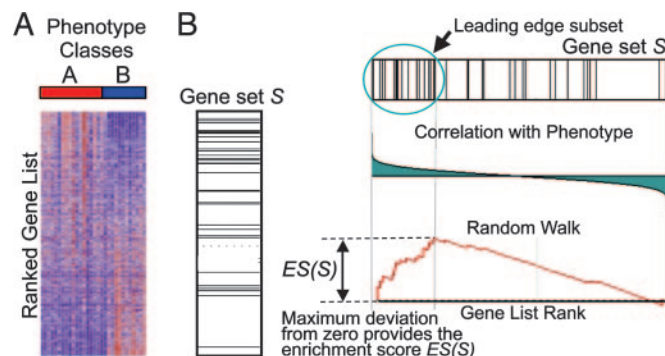 A
Phenotype
Classes
A B
Ranked Gene List
B
Gene set S
Leading edge subset
Gene set S
Correlation with Phenotype
Random Walk
ES(S)
Gene List Rank
Maximum deviation
from zero provides the
enrichment score ES(S)